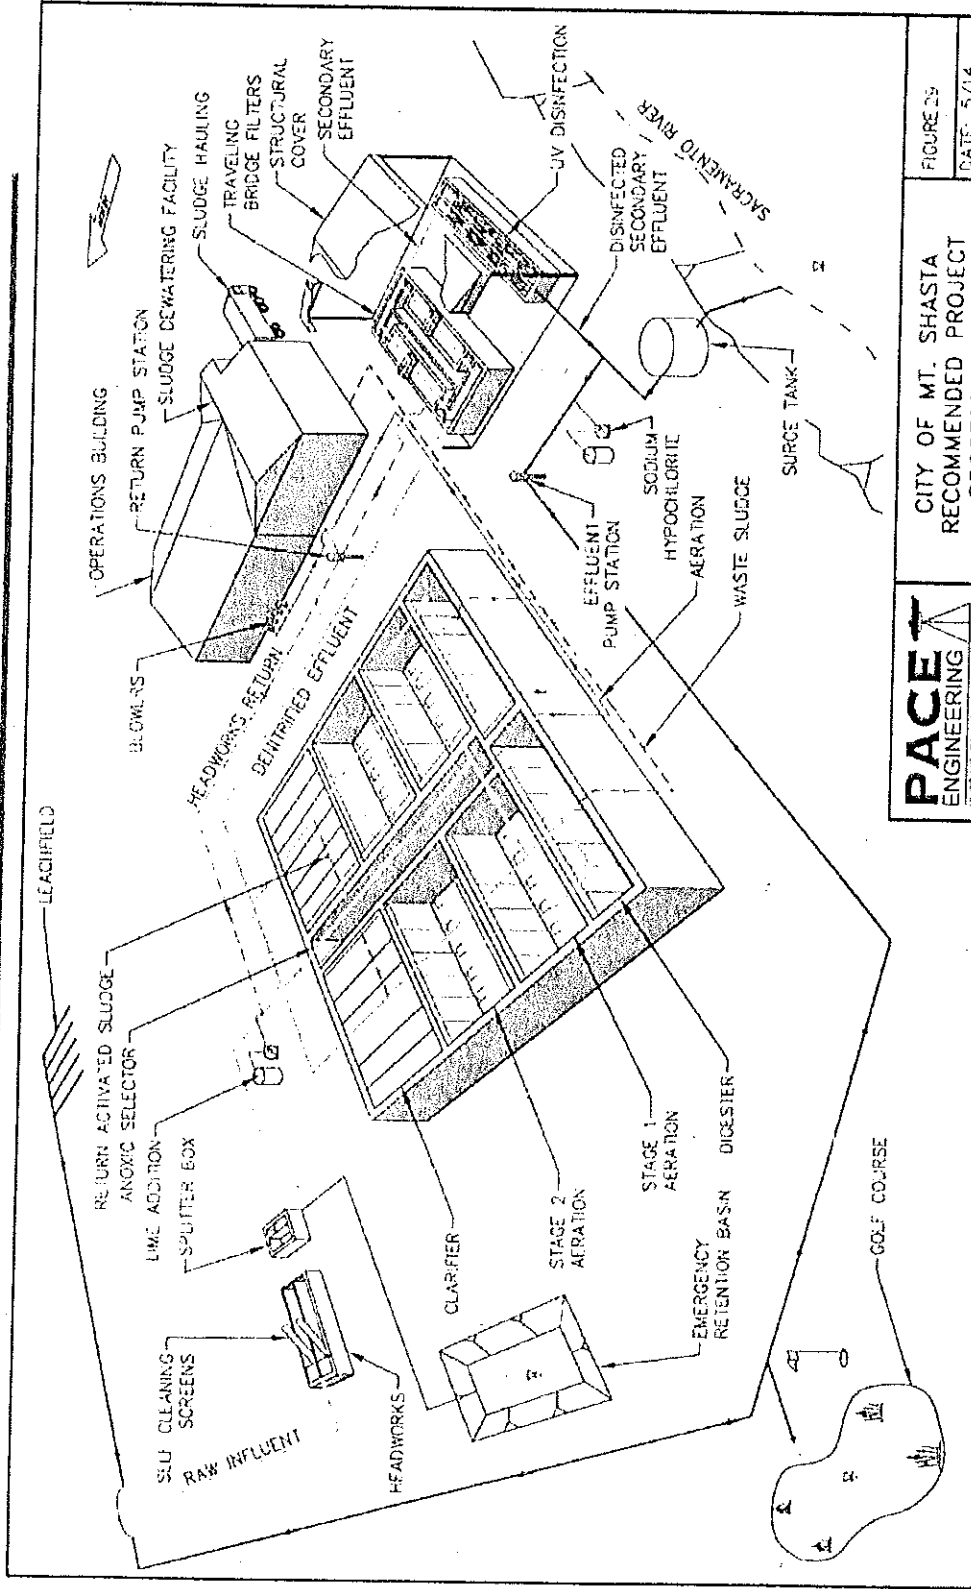 LEACHFIELD
RETURN ACTIVATED SLUDGE
ANOXIC SELECTOR
LIME ADDITION
SPLITTER BOX
SELF CLEANING
SCREENS
RAW INFLUENT
HEADWORKS
CLARIFIER
STAGE 2
AERATION
STAGE 1
AERATION
EMERGENCY
RETENTION BASIN
DIGESTER
GOLF COURSE
OPERATIONS BUILDING
RETURN PUMP STATION
SLUDGE DEWATERING FACILITY
SLUDGE HAULING
TRAVELING
BRIDGE FILTERS
STRUCTURAL
COVER
SECONDARY
EFFLUENT
BLOWERS
HEADWORKS RETURN
DENITRIFIED EFFLUENT
UV DISINFECTION
DISINFECTED
SECONDARY
EFFLUENT
SACRAMENTO RIVER
EFFLUENT
PUMP STATION
SODIUM
HYPOCHLORITE
AERATION
WASTE SLUDGE
SURGE TANK
PACE
ENGINEERING
CITY OF MT. SHASTA
RECOMMENDED PROJECT
FIGURE 29
DATE: 5/14